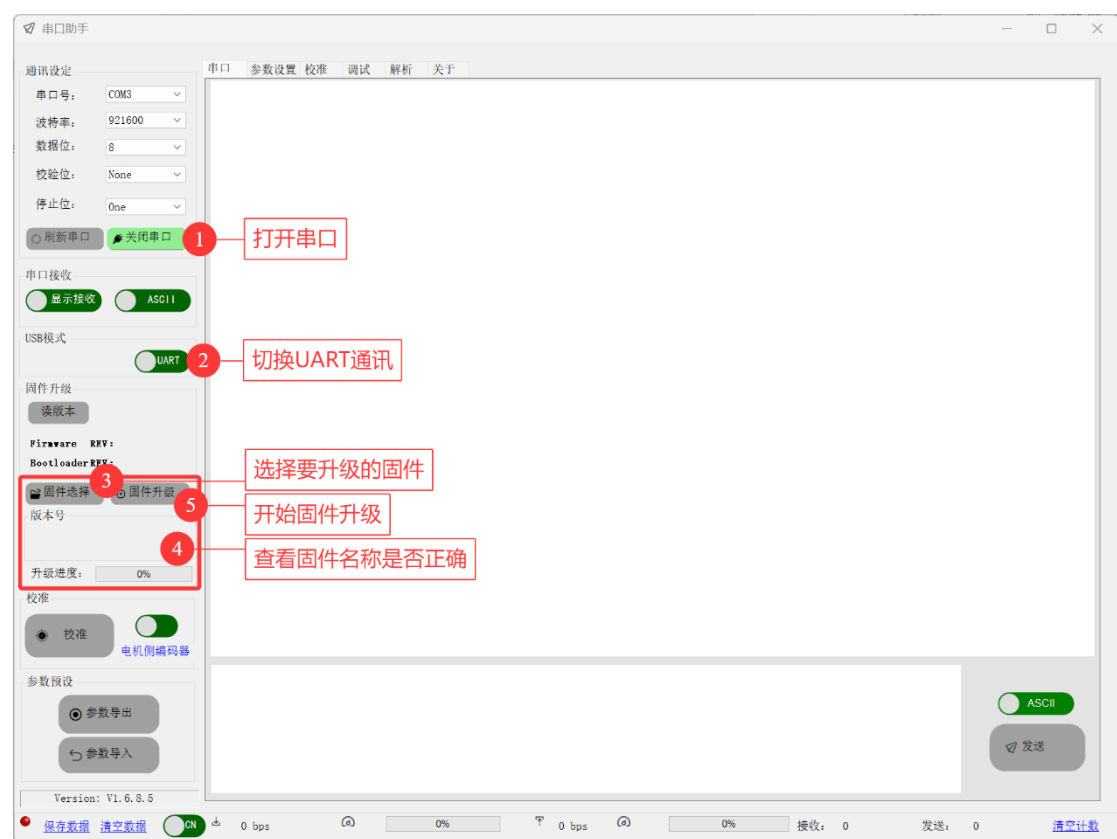 串口助手
通讯设定
串口号： COM3
波特率： 921600
数据位： 8
校验位： None
停止位： One
刷新串口 关闭串口
1 打开串口
串口接收
显示接收 ASCII
USB模式
UART
2 切换UART通讯
固件升级
读版本
Firmware REV:
Bootloader REV:
固件选择 固件升级
3 选择要升级的固件
5 开始固件升级
版本号
4 查看固件名称是否正确
升级进度： 0%
校准
校准
电机侧编码器
参数预设
参数导出
参数导入
Version: V1.6.8.5
串口 参数设置 校准 调试 解析 关于
ASCII
发送
保存数据 清空数据 CN 0 bps 0% 0 bps 0% 接收： 0 发送： 0 清空计数